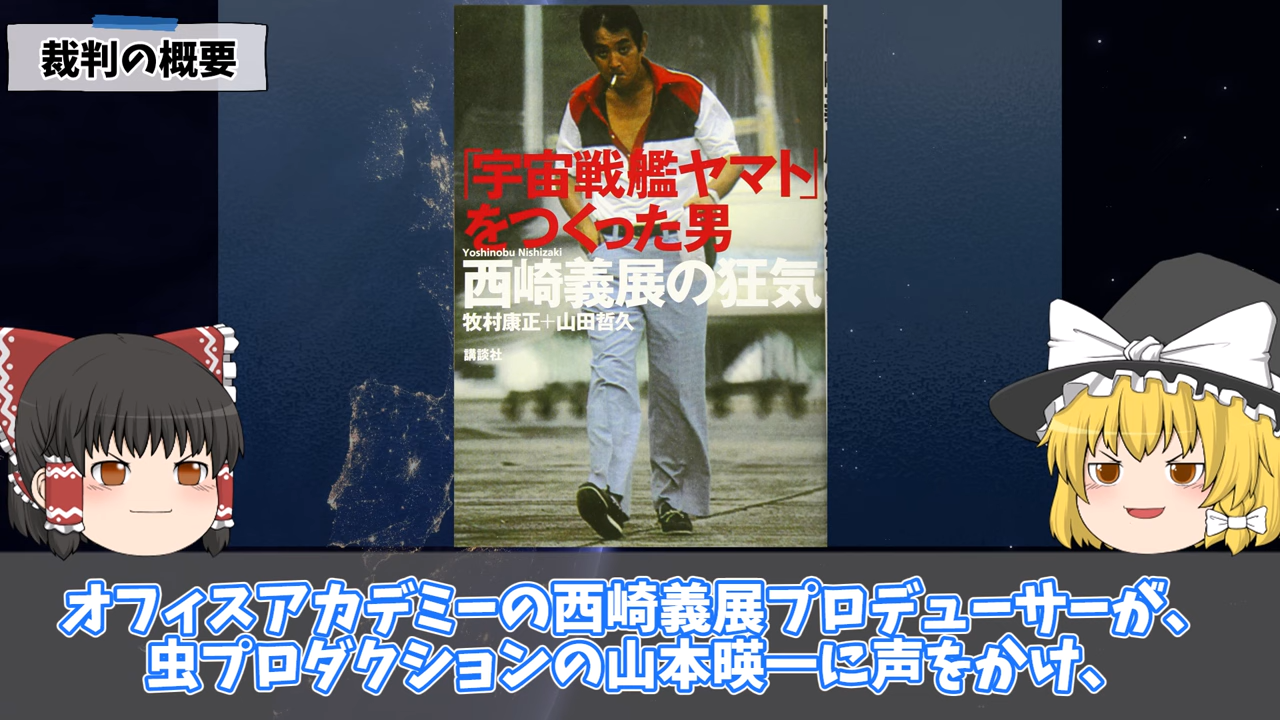 裁判の概要
「宇宙戦艦ヤマト」
をつくった男
Yoshinobu Nishizaki
西崎義展の狂気
牧村康正+山田哲久
講談社
オフィスアカデミーの西崎義展プロデューサーが、
虫プロダクションの山本暎一に声をかけ、